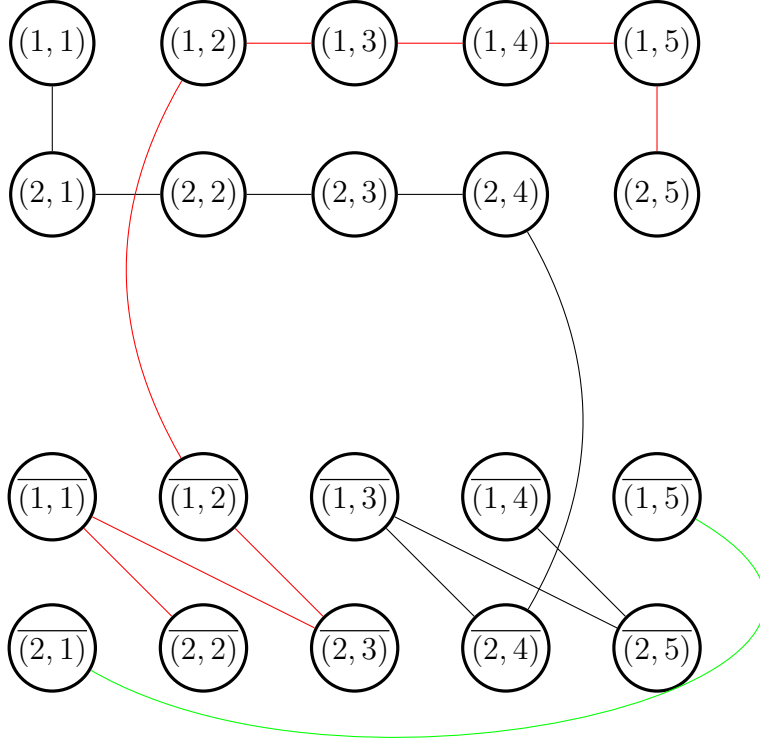 (1, 1) (1, 2) (1, 3) (1, 4) (1, 5)
(2, 1) (2, 2) (2, 3) (2, 4) (2, 5)
(1, 1) (1, 2) (1, 3) (1, 4) (1, 5)
(2, 1) (2, 2) (2, 3) (2, 4) (2, 5)